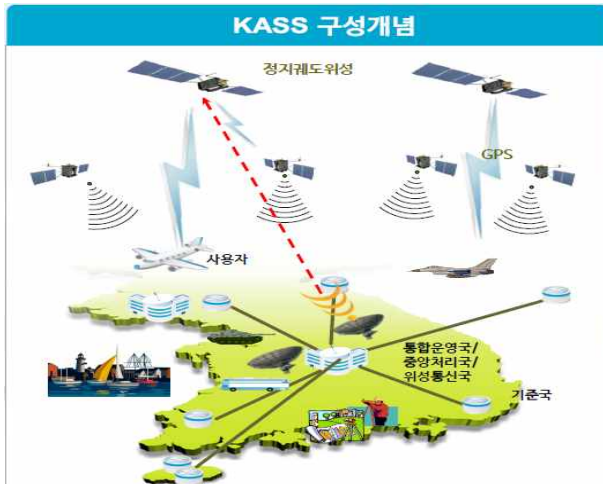 KASS 구성개념
정지궤도위성
GPS
사용자
통합운영국/
중앙처리국/
위성통신국
기준국